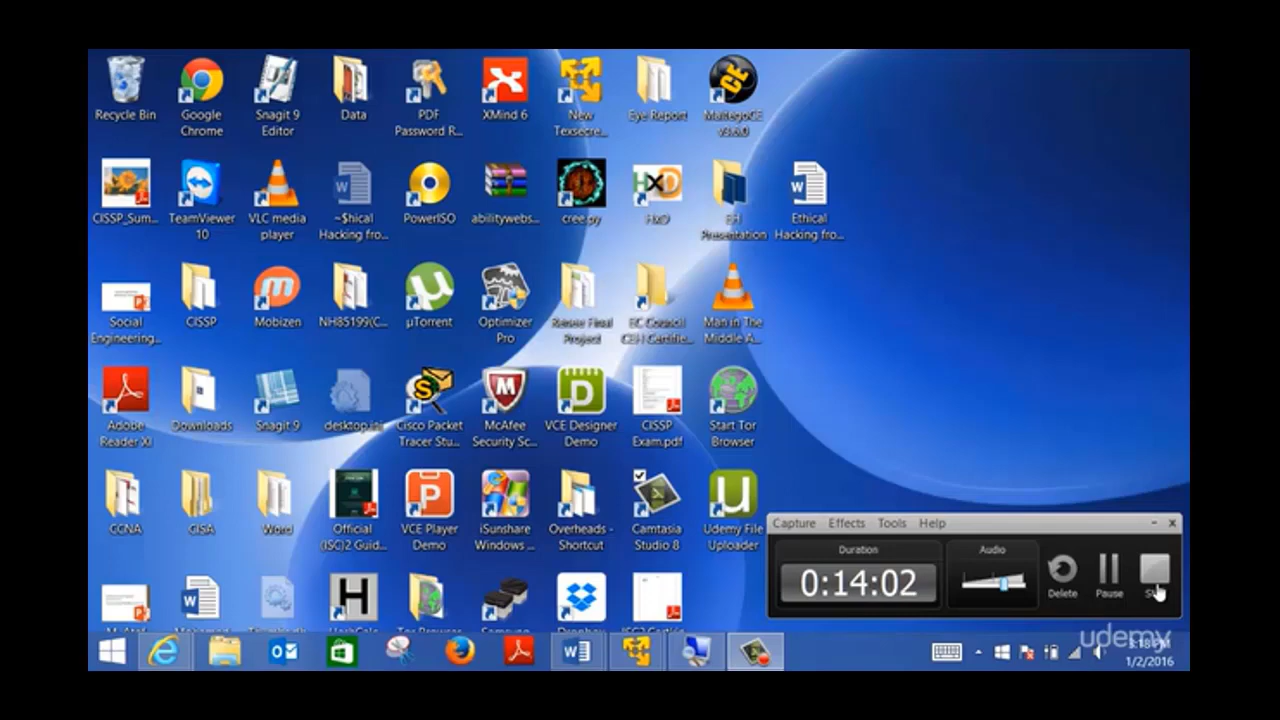 Recycle Bin
Google
Chrome
Snagit 9
Editor
Data
PDF
Password R...
XMind 6
New
Texsecre...
Eye Report
MaltegoCE
v3.6.0
CISSP_Sum...
TeamViewer
10
VLC media
player
~$hical
Hacking fro...
PowerISO
abilitywebs...
cree.py
HxD
EH
Presentation
Ethical
Hacking fro...
Social
Engineering...
CISSP
Mobizen
NH85199(C...
µTorrent
Optimizer
Pro
Renee Final
Project
EC Council
CEH Certifie...
Man in The
Middle A...
Adobe
Reader XI
Downloads
Snagit 9
desktop.ini
Cisco Packet
Tracer Stu...
McAfee
Security Sc...
VCE Designer
Demo
CISSP
Exam.pdf
Start Tor
Browser
CCNA
CISA
Word
Official
(ISC)2 Guid...
VCE Player
Demo
iSunshare
Windows ...
Overheads -
Shortcut
Camtasia
Studio 8
Udemy File
Uploader
Capture Effects Tools Help
Duration
0:14:02
Audio
Delete
Pause
udemy
1/2/2016